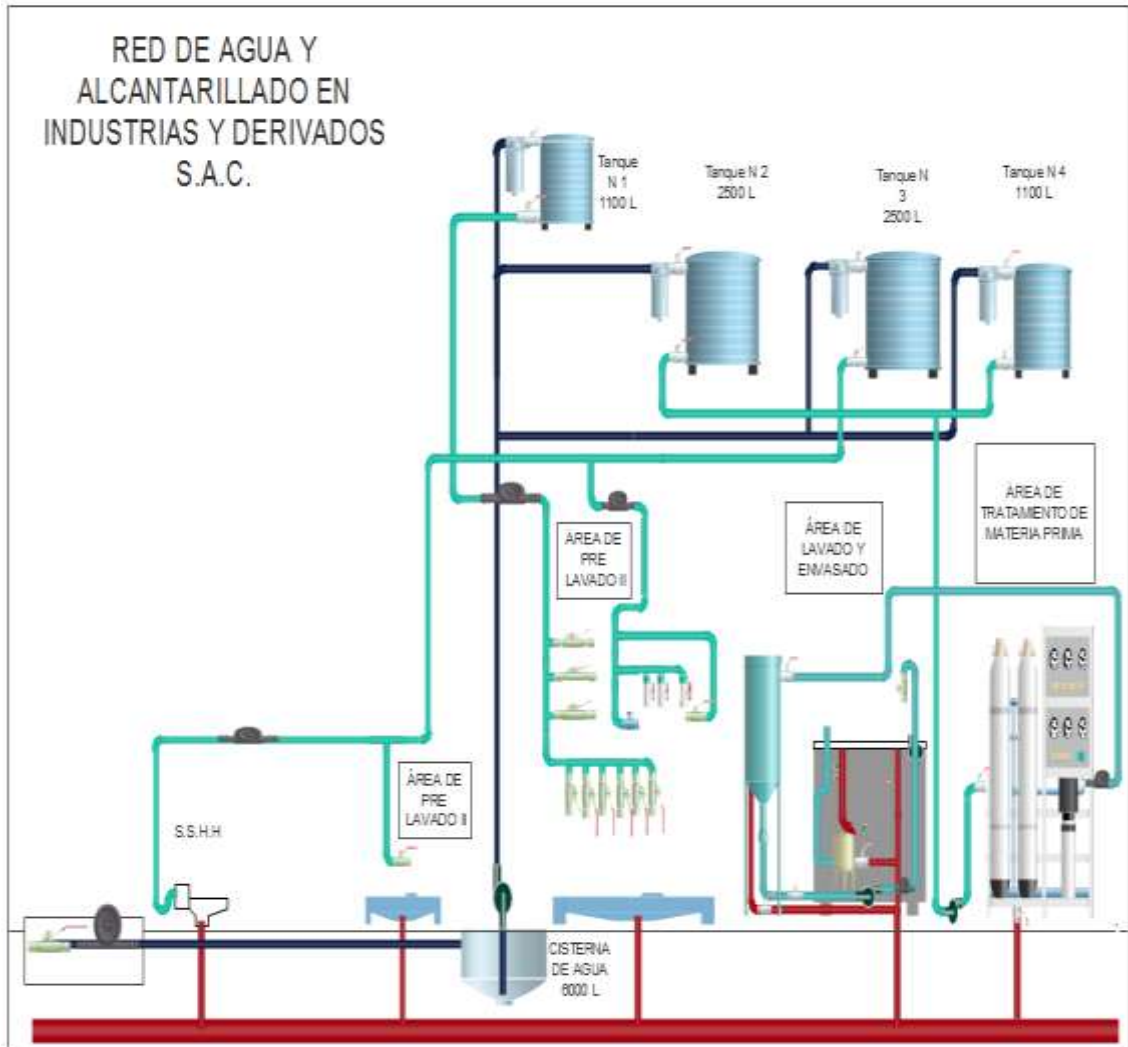 RED DE AGUA Y
ALCANTARILLADO EN
INDUSTRIAS Y DERIVADOS
S.A.C.
Tanque
N 1
1100 L
Tanque N 2
2500 L
Tanque N
3
2500 L
Tanque N 4
1100 L
ÁREA DE
TRATAMIENTO DE
MATERIA PRIMA
ÁREA DE
LAVADO Y
ENVASADO
ÁREA DE
PRE
LAVADO II
ÁREA DE
PRE
LAVADO II
S.S.H.H
CISTERNA
DE AGUA
6000 L